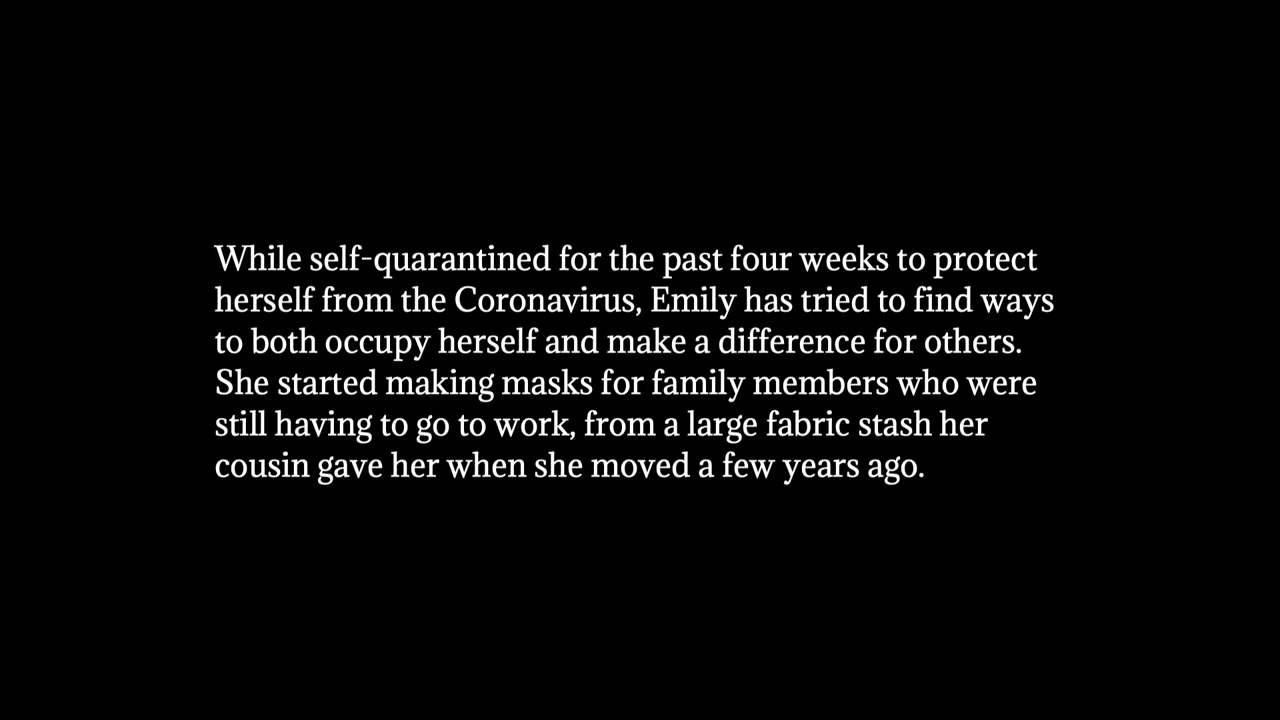 While self-quarantined for the past four weeks to protect
herself from the Coronavirus, Emily has tried to find ways
to both occupy herself and make a difference for others.
She started making masks for family members who were
still having to go to work, from a large fabric stash her
cousin gave her when she moved a few years ago.